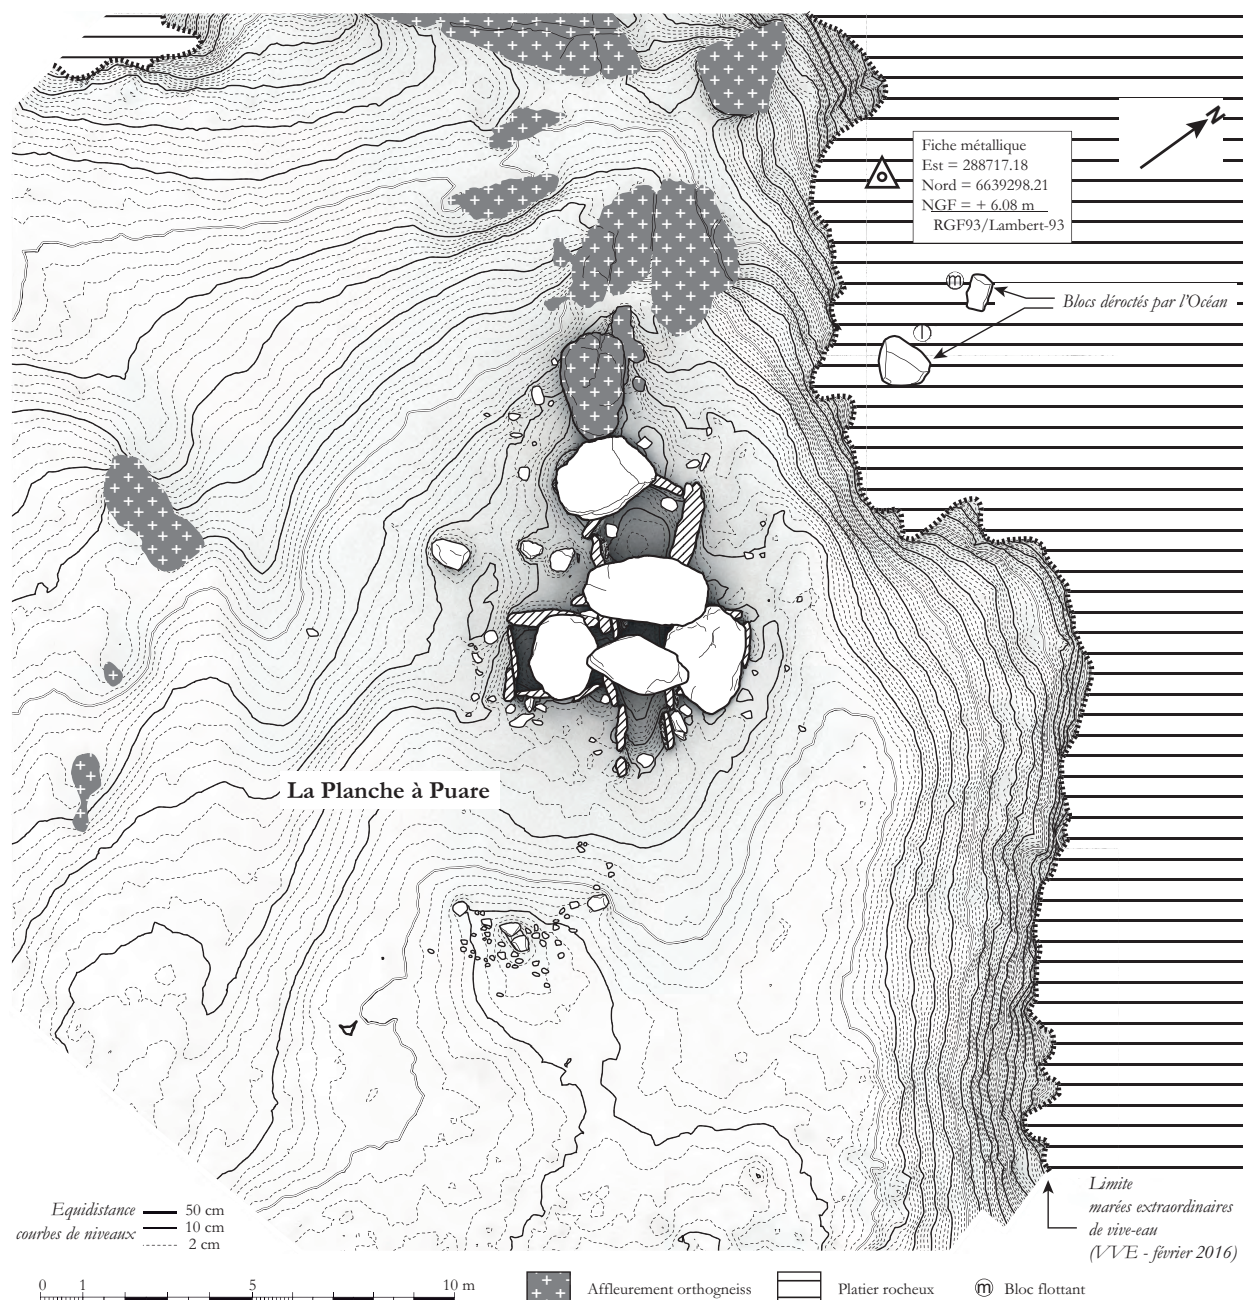 N
Fiche métallique
Est = 288717.18
Nord = 6639298.21
NGF = + 6.08 m
RGF93/Lambert-93
m
Blocs déroctés par l'Océan
l
La Planche à Puare
Limite
marées extraordinaires
de vive-eau
(VVE - février 2016)
Equidistance
courbes de niveaux
50 cm
10 cm
2 cm
0 1 5 10 m
Affleurement orthogneiss
Platier rocheux
m Bloc flottant